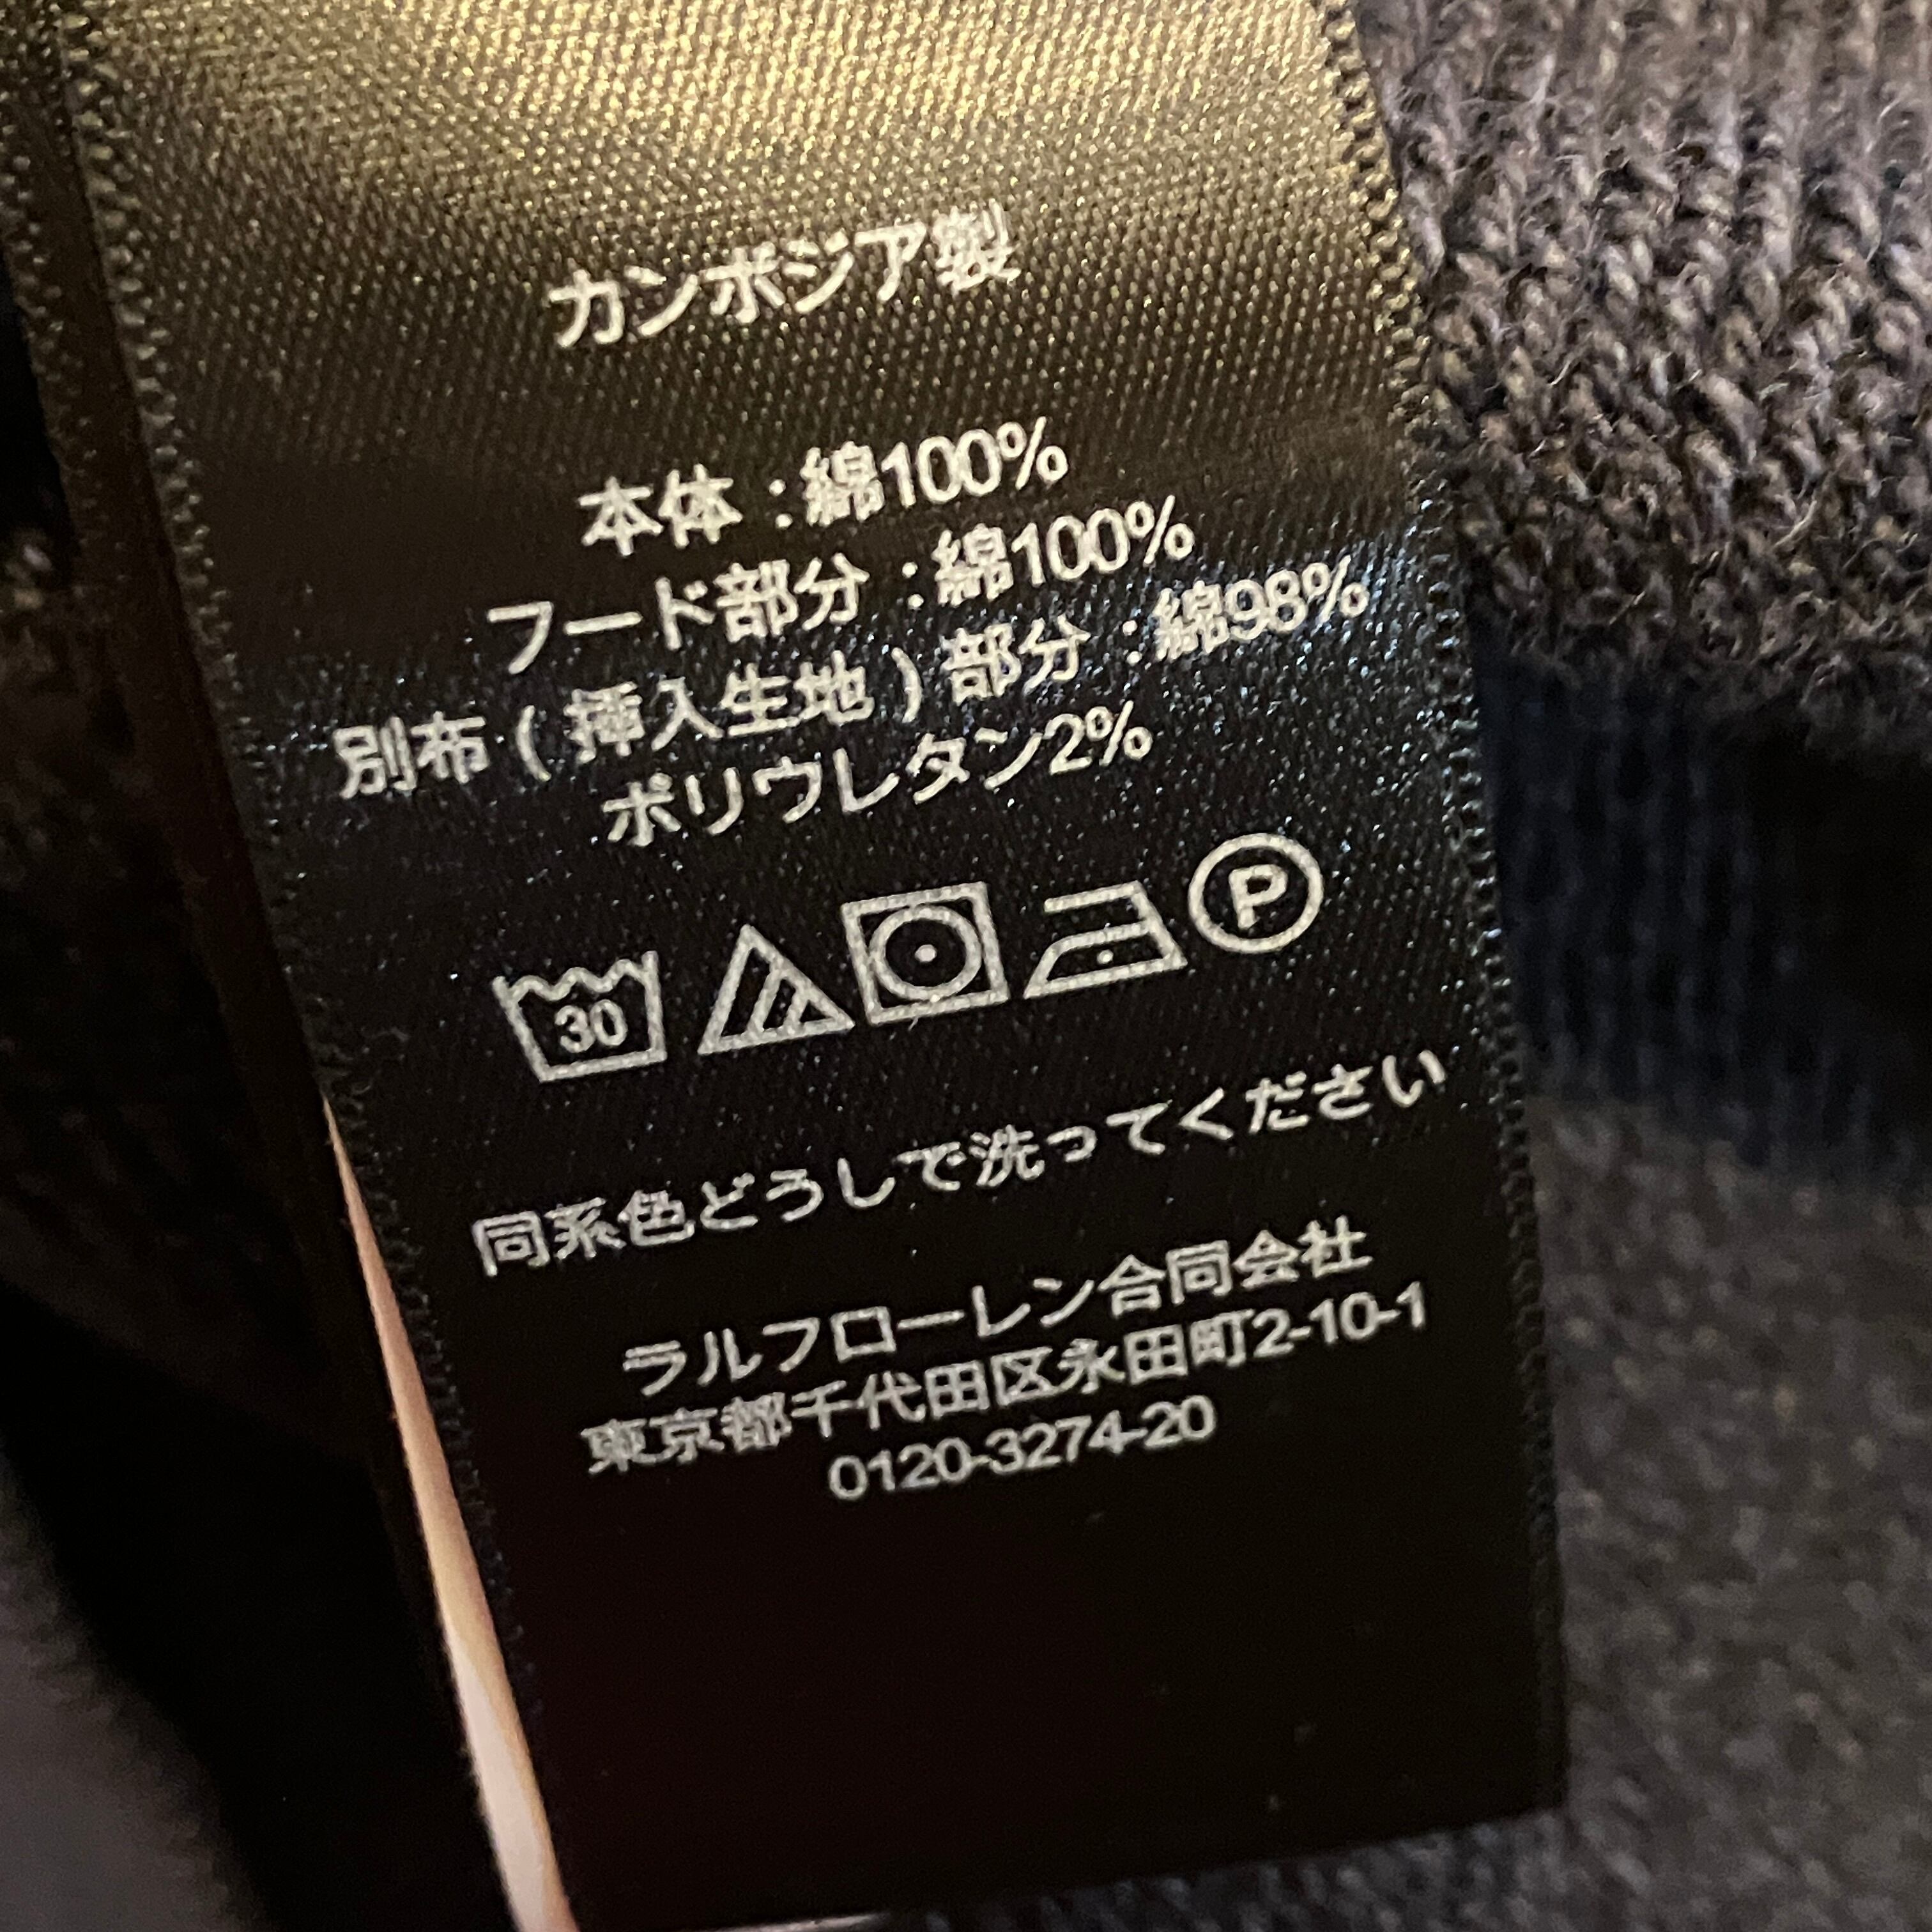 カンボジア製
本体：綿100%
フード部分：綿100%
別布（挿入生地）部分：綿98%
ポリウレタン2%
30
P
同系色どうしで洗ってください
ラルフローレン合同会社
東京都千代田区永田町2-10-1
0120-3274-20